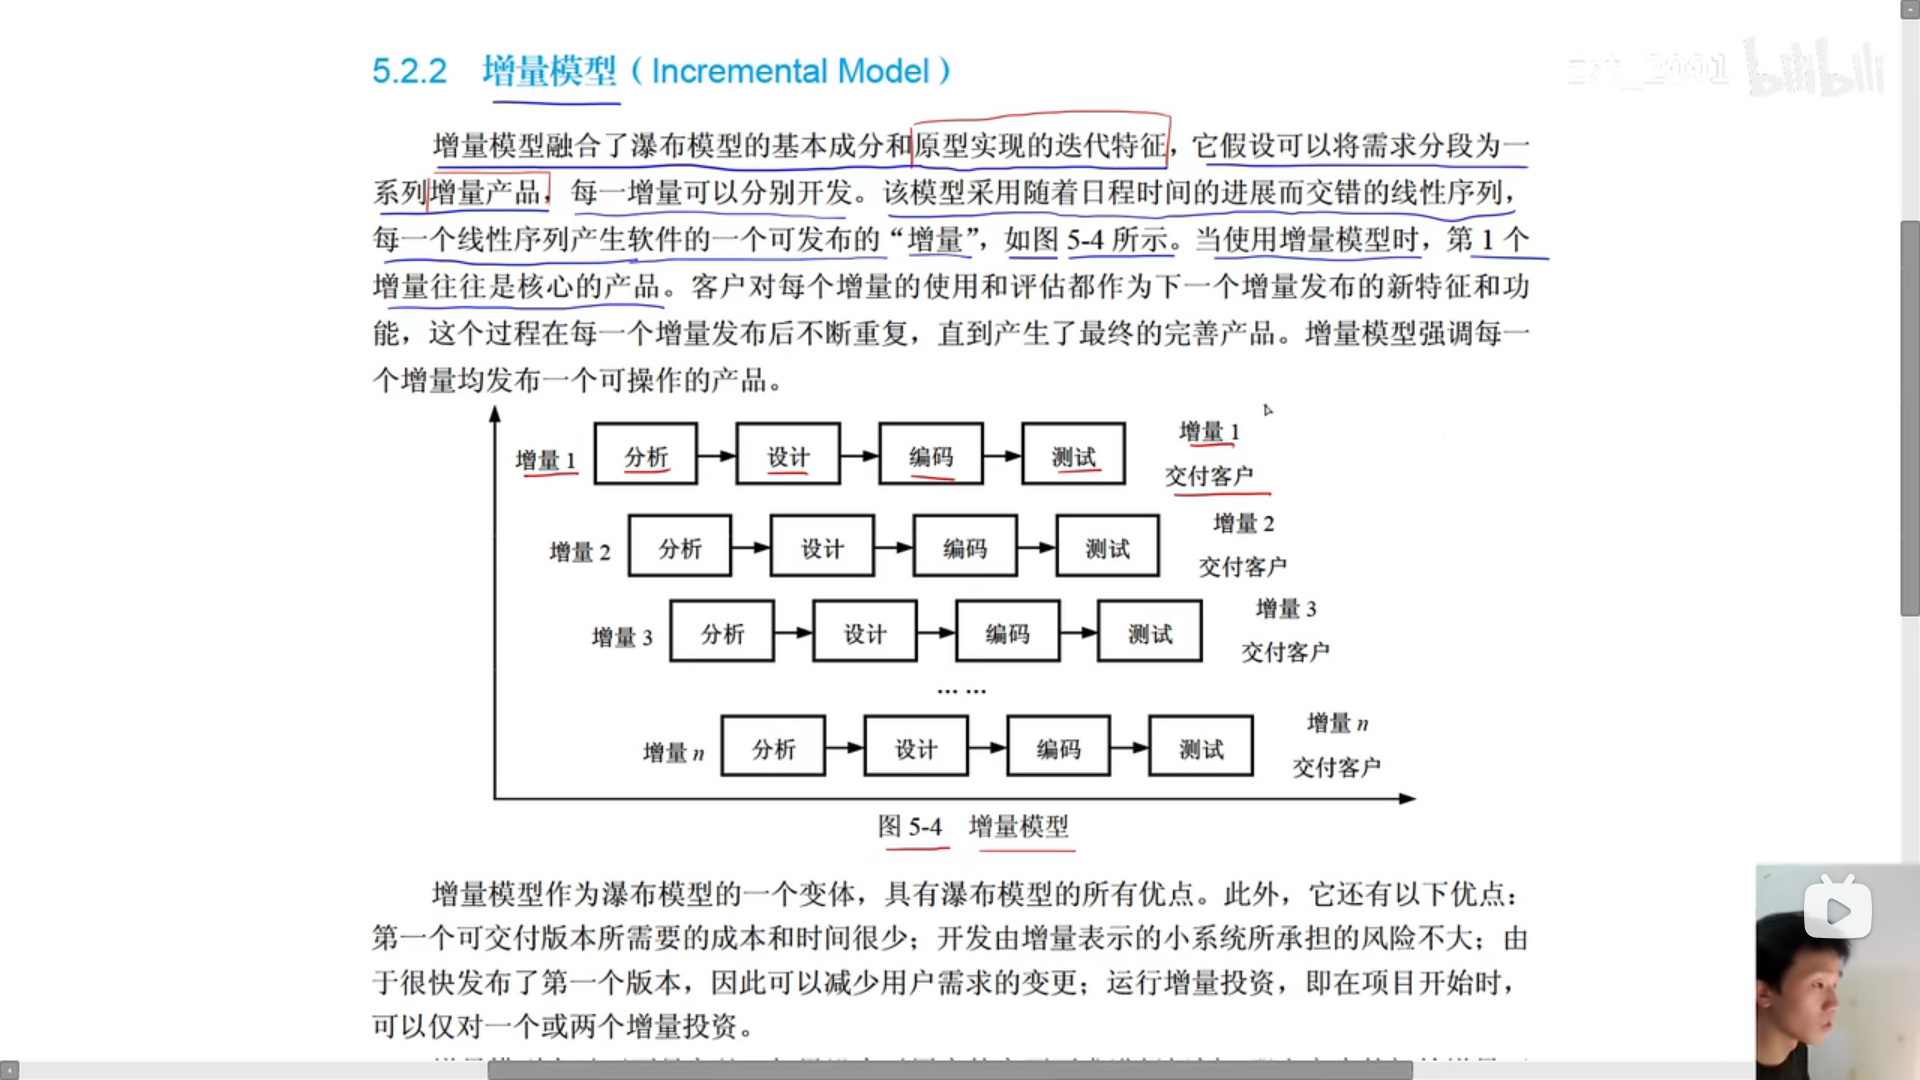 5.2.2 增量模型（Incremental Model）
bilibili
增量模型融合了瀑布模型的基本成分和原型实现的迭代特征，它假设可以将需求分段为一
系列增量产品，每一增量可以分别开发。该模型采用随着日程时间的进展而交错的线性序列，
每一个线性序列产生软件的一个可发布的“增量”，如图 5-4 所示。当使用增量模型时，第 1 个
增量往往是核心的产品。客户对每个增量的使用和评估都作为下一个增量发布的新特征和功
能，这个过程在每一个增量发布后不断重复，直到产生了最终的完善产品。增量模型强调每一
个增量均发布一个可操作的产品。
增量 1 分析 设计 编码 测试 增量 1
交付客户
增量 2 分析 设计 编码 测试 增量 2
交付客户
增量 3 分析 设计 编码 测试 增量 3
交付客户
... ...
增量 n 分析 设计 编码 测试 增量 n
交付客户
图 5-4 增量模型
增量模型作为瀑布模型的一个变体，具有瀑布模型的所有优点。此外，它还有以下优点：
第一个可交付版本所需要的成本和时间很少；开发由增量表示的小系统所承担的风险不大；由
于很快发布了第一个版本，因此可以减少用户需求的变更；运行增量投资，即在项目开始时，
可以仅对一个或两个增量投资。